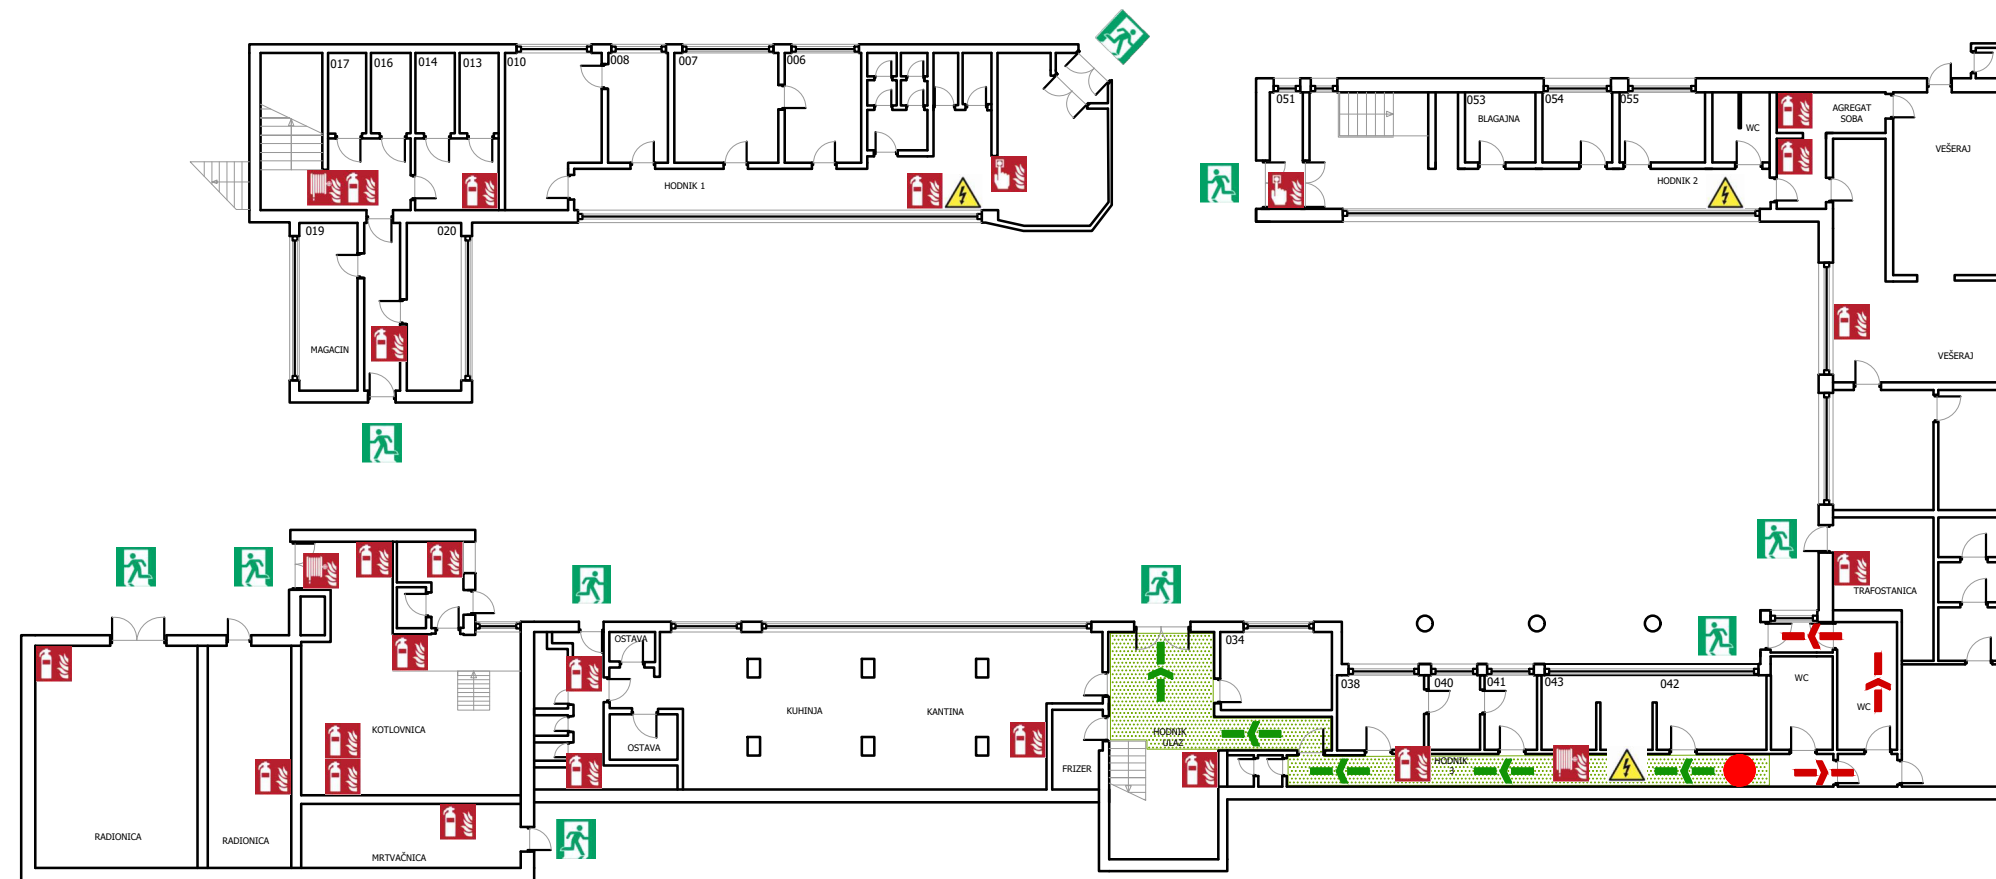 017
016
014
013
010
008
007
006
HODNIK 1
019
020
MAGACIN
051
053
BLAGAJNA
054
055
WC
AGREGAT
SOBA
VEŠERAJ
HODNIK 2
VEŠERAJ
TRAFOSTANICA
OSTAVA
034
038
040
041
043
042
WC
WC
KUHINJA
KANTINA
KOTLOVNICA
OSTAVA
HODNIK
ULAZ
FRIZER
HODNIK
3
RADIONICA
RADIONICA
MRTVAČNICA